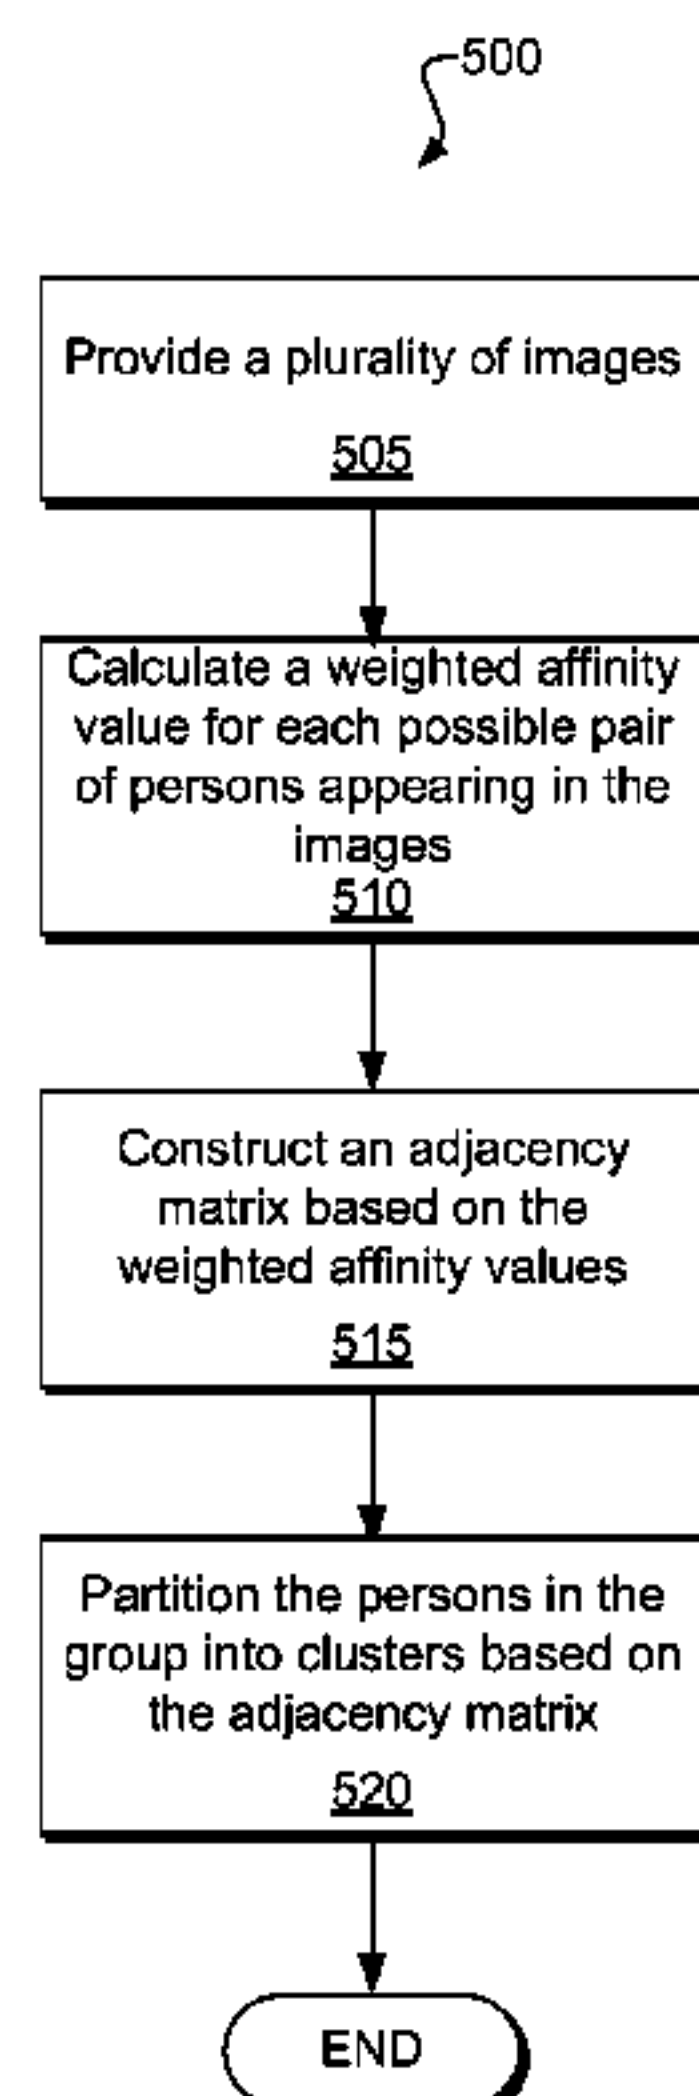 500
Provide a plurality of images
505
Calculate a weighted affinity
value for each possible pair
of persons appearing in the
images
510
Construct an adjacency
matrix based on the
weighted affinity values
515
Partition the persons in the
group into clusters based on
the adjacency matrix
520
END